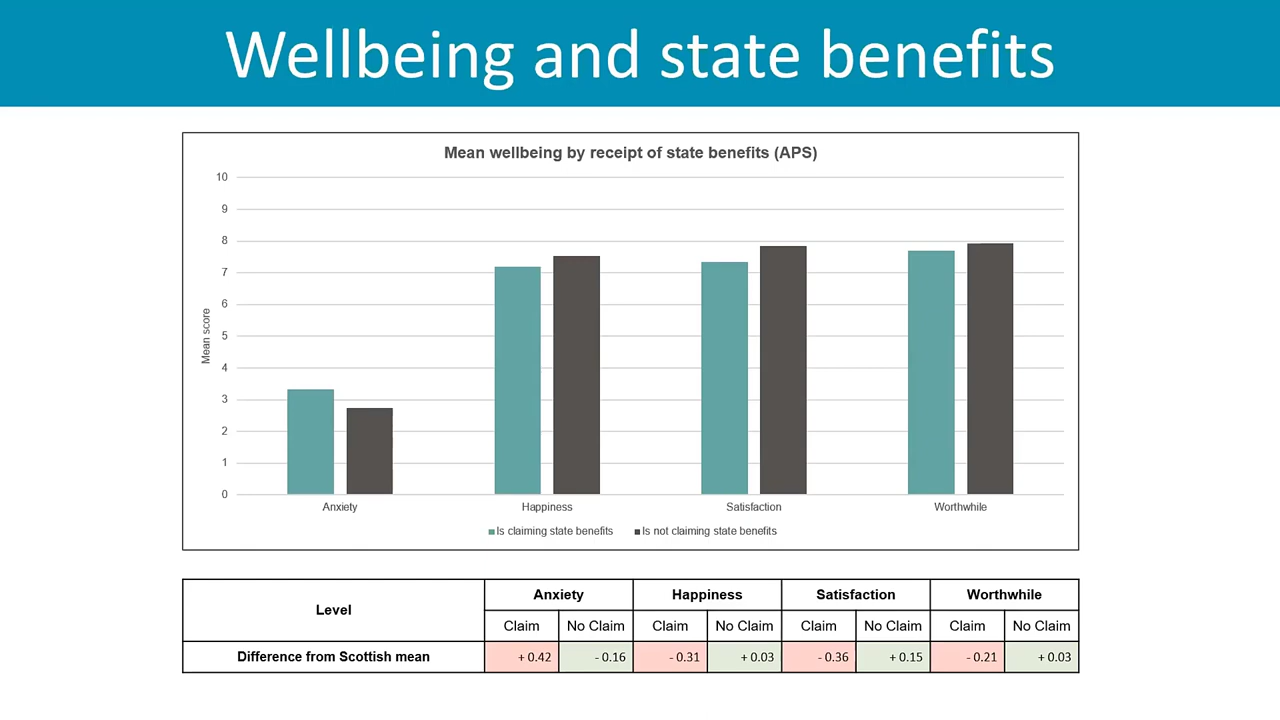 Wellbeing and state benefits
Mean wellbeing by receipt of state benefits (APS)
10
9
8
7
6
5
4
3
2
1
0
Mean score
Anxiety Happiness Satisfaction Worthwhile
Is claiming state benefits Is not claiming state benefits
Level Anxiety Happiness Satisfaction Worthwhile
Claim No Claim Claim No Claim Claim No Claim Claim No Claim
Difference from Scottish mean + 0.42 - 0.16 - 0.31 + 0.03 - 0.36 + 0.15 - 0.21 + 0.03